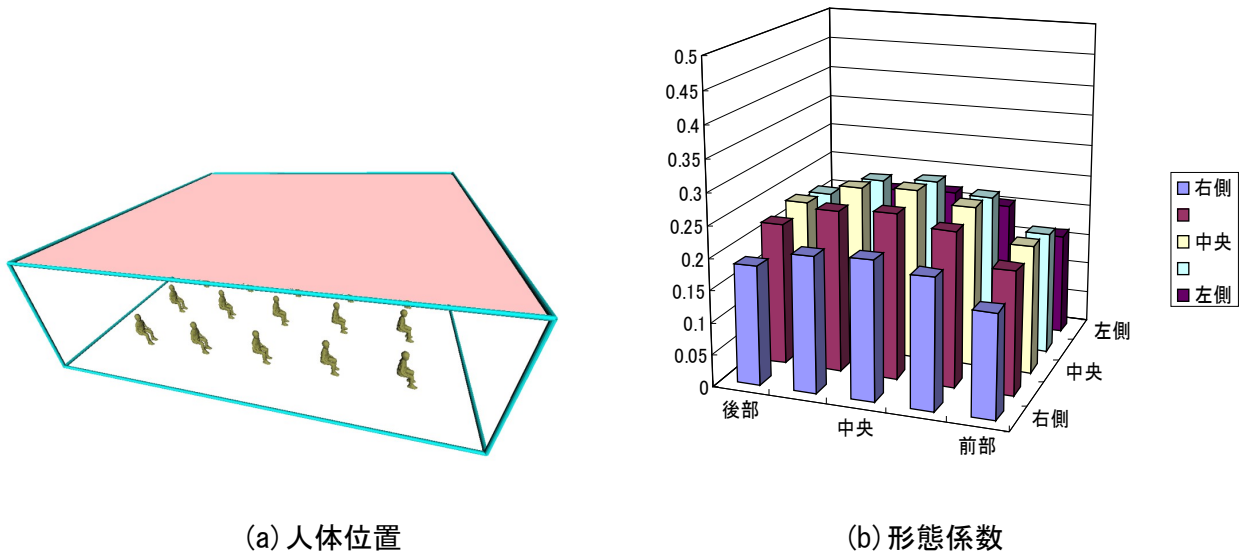 0.5
0.45
0.4
0.35
0.3
0.25
0.2
0.15
0.1
0.05
0
後部
中央
前部
右側
中央
左側
右側
中央
左側
(a)人体位置
(b)形態係数